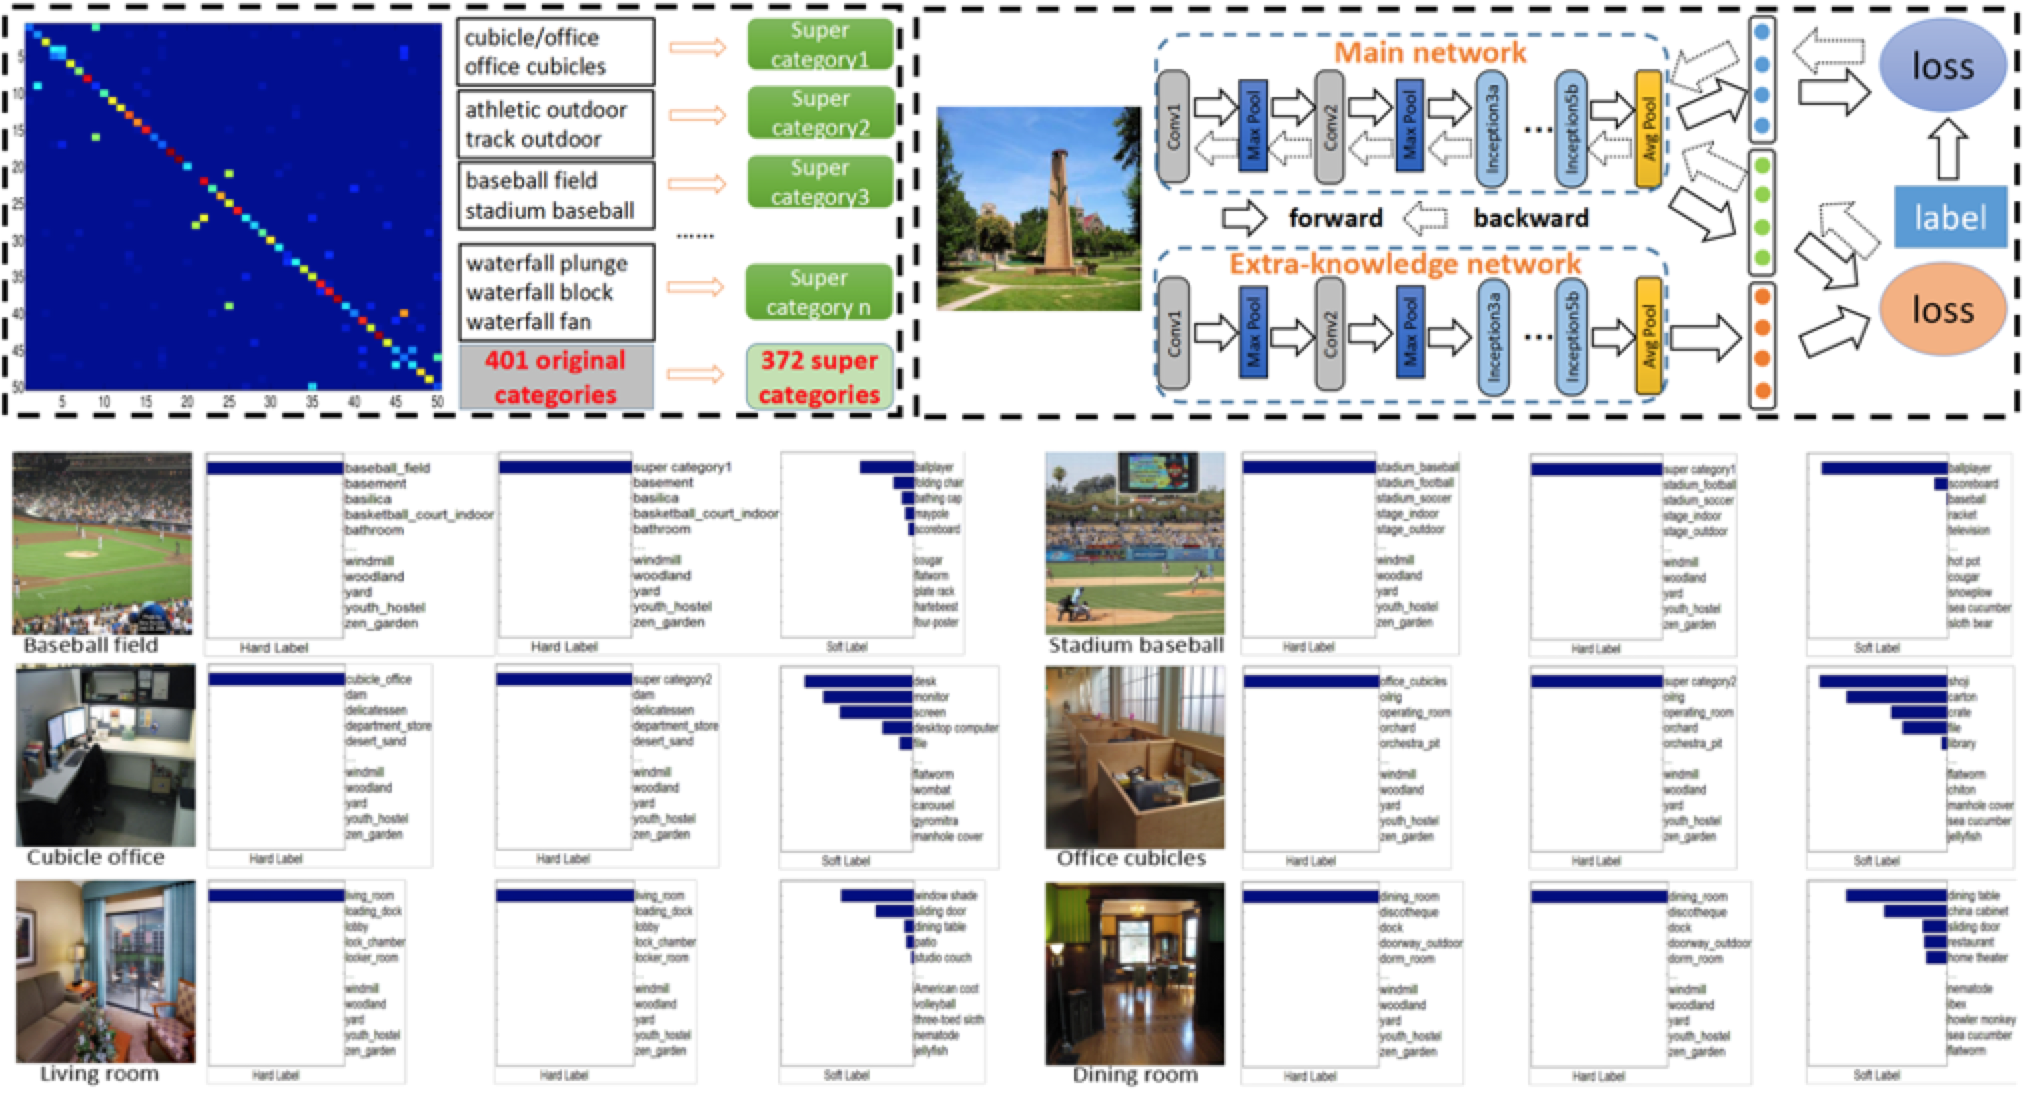 5
10
15
20
25
30
35
40
45
50
5 10 15 20 25 30 35 40 45 50
cubicle/office
office cubicles
Super
category1
athletic outdoor
track outdoor
Super
category2
baseball field
stadium baseball
Super
category3
......
waterfall plunge
waterfall block
waterfall fan
Super
category n
401 original
categories
372 super
categories
Main network
Conv1
Max Pool
Conv2
Max Pool
Inception3a
...
Inception5b
Avg Pool
forward
backward
Extra-knowledge network
Conv1
Max Pool
Conv2
Max Pool
Inception3a
...
Inception5b
Avg Pool
loss
label
loss
Baseball field
baseball_field
basement
basilica
basketball_court_indoor
bathroom
...
windmill
woodland
yard
youth_hostel
zen_garden
Hard Label
super category1
basement
basilica
basketball_court_indoor
bathroom
...
windmill
woodland
yard
youth_hostel
zen_garden
Hard Label
ballplayer
folding chair
bathing cap
maypole
scoreboard
...
cougar
flatworm
plate rack
hartebeest
four-poster
Soft Label
Stadium baseball
stadium_baseball
stadium_football
stadium_soccer
stage_indoor
stage_outdoor
...
windmill
woodland
yard
youth_hostel
zen_garden
Hard Label
super category1
stadium_football
stadium_soccer
stage_indoor
stage_outdoor
...
windmill
woodland
yard
youth_hostel
zen_garden
Hard Label
ballplayer
scoreboard
baseball
racket
television
...
hot pot
cougar
snowplow
sea cucumber
sloth bear
Soft Label
Cubicle office
cubicle_office
dam
delicatessen
department_store
desert_sand
...
windmill
woodland
yard
youth_hostel
zen_garden
Hard Label
super category2
dam
delicatessen
department_store
desert_sand
...
windmill
woodland
yard
youth_hostel
zen_garden
Hard Label
desk
monitor
screen
desktop computer
file
...
flatworm
wombat
carousel
gyromitra
manhole cover
Soft Label
Office cubicles
office_cubicles
oilrig
operating_room
orchard
orchestra_pit
...
windmill
woodland
yard
youth_hostel
zen_garden
Hard Label
super category2
oilrig
operating_room
orchard
orchestra_pit
...
windmill
woodland
yard
youth_hostel
zen_garden
Hard Label
shoji
carton
crate
file
library
...
flatworm
chiton
manhole cover
sea cucumber
jellyfish
Soft Label
Living room
living_room
loading_dock
lobby
lock_chamber
locker_room
...
windmill
woodland
yard
youth_hostel
zen_garden
Hard Label
living_room
loading_dock
lobby
lock_chamber
locker_room
...
windmill
woodland
yard
youth_hostel
zen_garden
Hard Label
window shade
sliding door
dining table
patio
studio couch
...
American coot
volleyball
three-toed sloth
nematode
jellyfish
Soft Label
Dining room
dining_room
discotheque
dock
doorway_outdoor
dorm_room
...
windmill
woodland
yard
youth_hostel
zen_garden
Hard Label
dining_room
discotheque
dock
doorway_outdoor
dorm_room
...
windmill
woodland
yard
youth_hostel
zen_garden
Hard Label
dining table
china cabinet
sliding door
restaurant
home theater
...
nematode
ibex
howler monkey
sea cucumber
flatworm
Soft Label